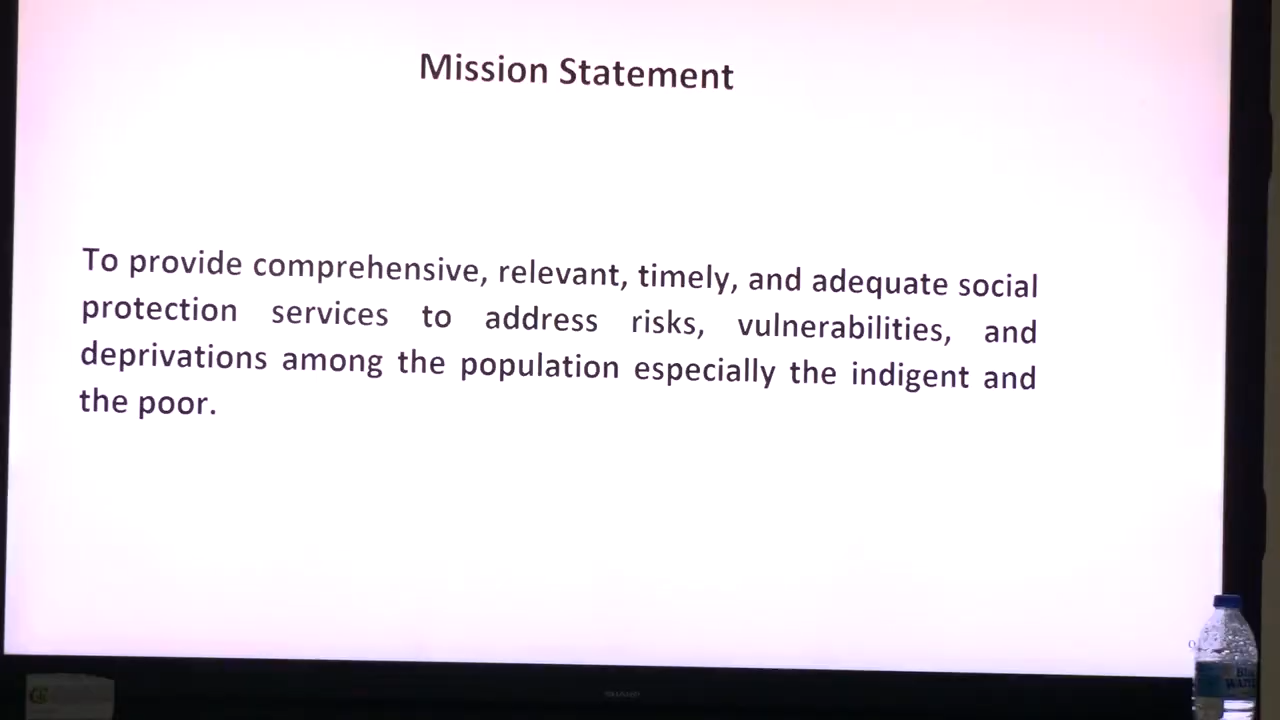 Mission Statement
To provide comprehensive, relevant, timely, and adequate social
protection services to address risks, vulnerabilities, and
deprivations among the population especially the indigent and
the poor.